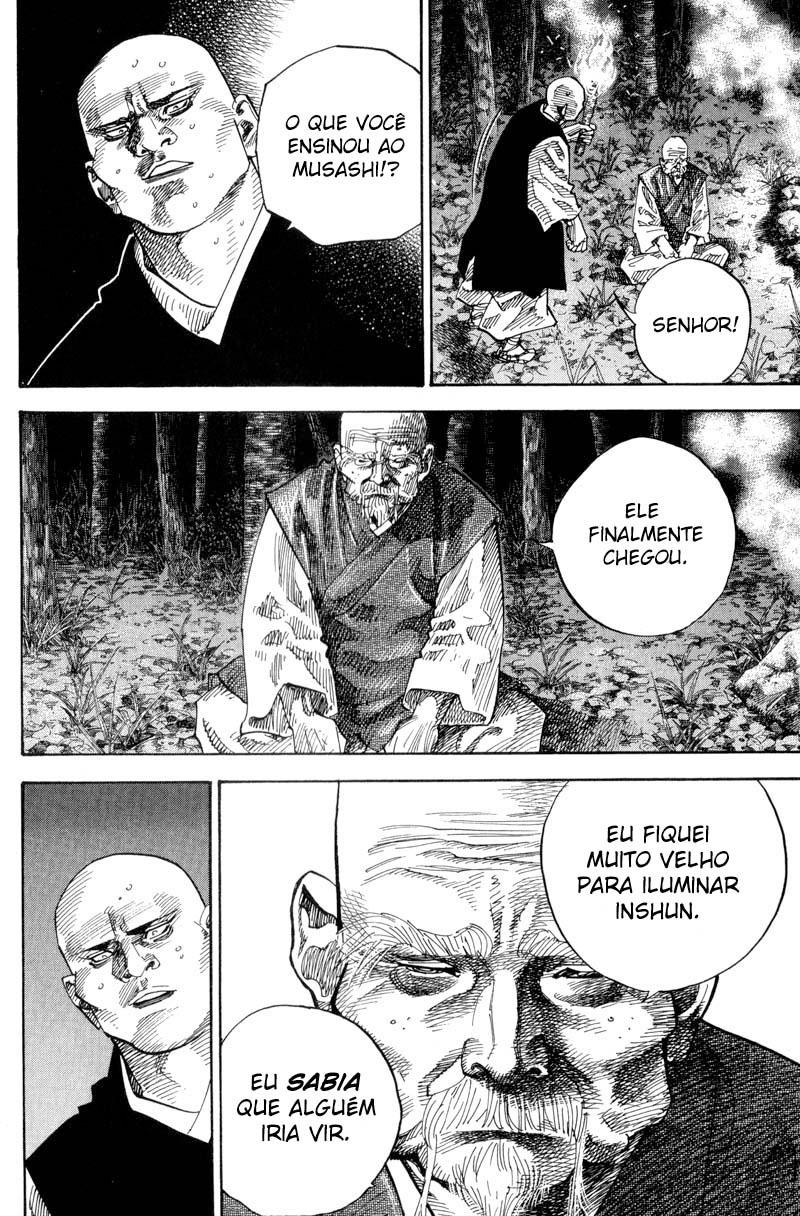 SENHOR!
O QUE VOCÊ
ENSINOU AO
MUSASHI!?
ELE
FINALMENTE
CHEGOU.
EU FIQUEI
MUITO VELHO
PARA ILUMINAR
INSHUN.
EU SABIA
QUE ALGUÉM
IRIA VIR.